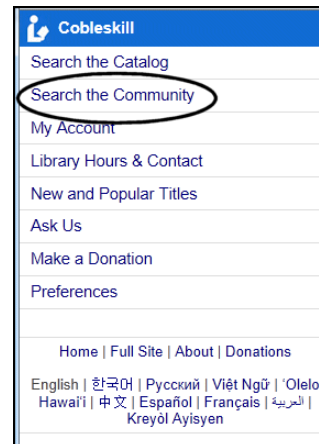 Cobleskill
Search the Catalog
Search the Community
My Account
Library Hours & Contact
New and Popular Titles
Ask Us
Make a Donation
Preferences
Home | Full Site | About | Donations
English | 한국어 | Русский | Việt Ngữ | 'Olelo
Hawai'i | 中文 | Español | Français | العربية |
Kreyòl Ayisyen